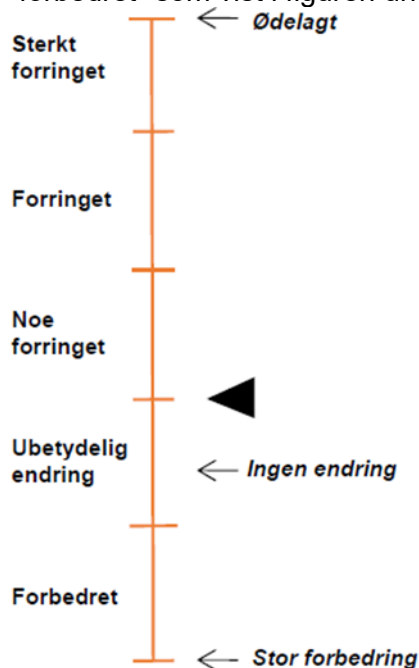 Ødelagt
Sterkt
forringet
Forringet
Noe
forringet
Ubetydelig
endring
Ingen endring
Forbedret
Stor forbedring